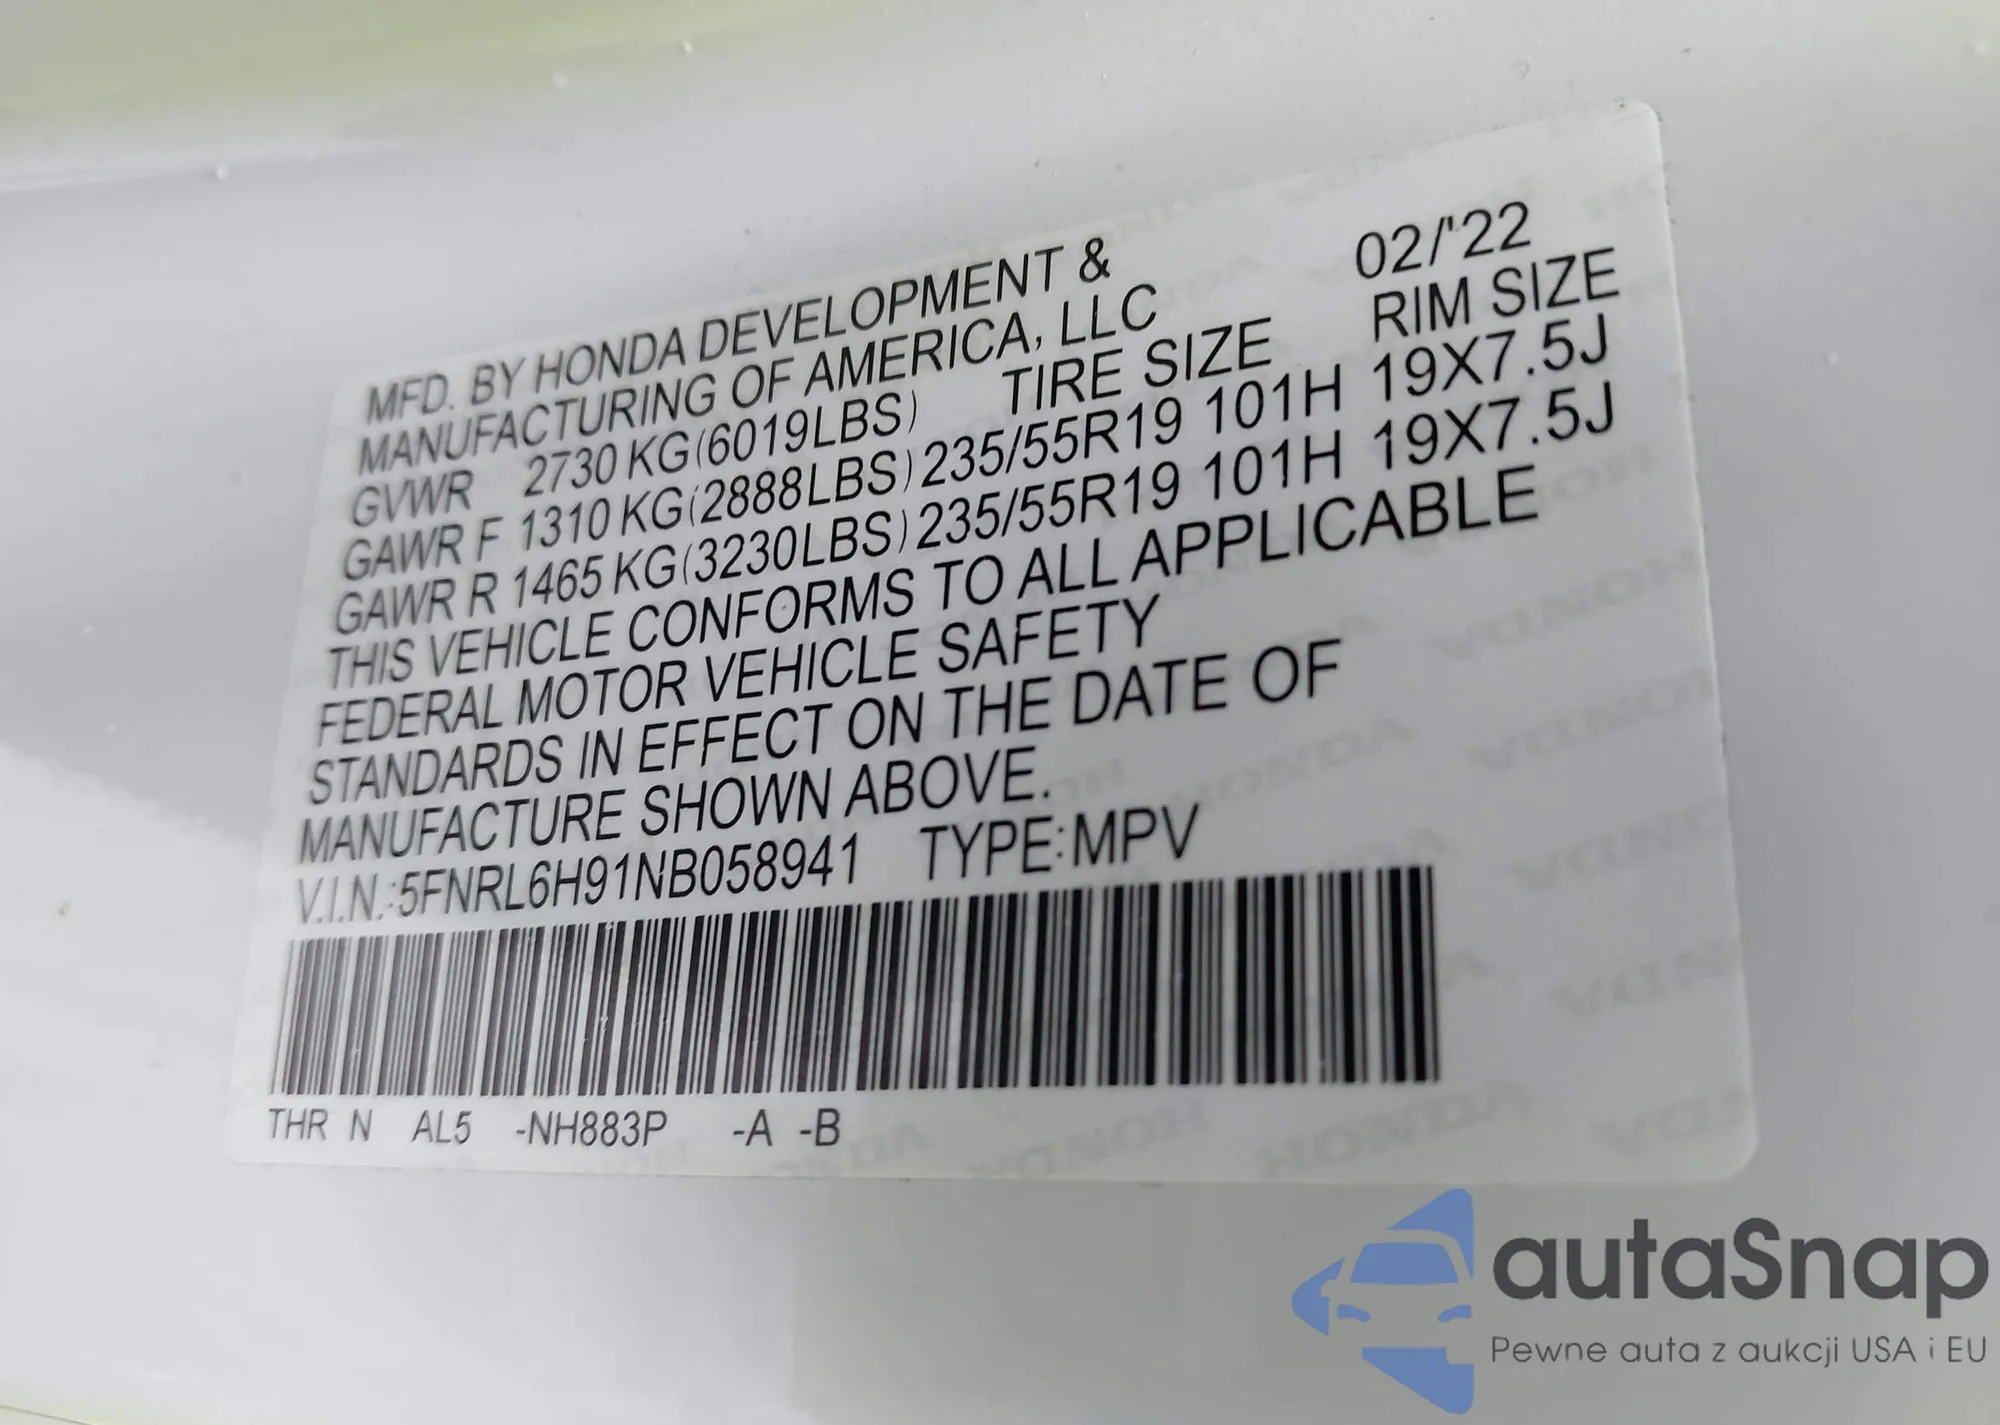 02/'22
MFD. BY HONDA DEVELOPMENT &
MANUFACTURING OF AMERICA, LLC
GVWR 2730 KG(6019LBS) TIRE SIZE RIM SIZE
GAWR F 1310 KG(2888LBS) 235/55R19 101H 19X7.5J
GAWR R 1465 KG(3230LBS) 235/55R19 101H 19X7.5J
THIS VEHICLE CONFORMS TO ALL APPLICABLE
FEDERAL MOTOR VEHICLE SAFETY
STANDARDS IN EFFECT ON THE DATE OF
MANUFACTURE SHOWN ABOVE.
V.I.N.:5FNRL6H91NB058941 TYPE:MPV
THR N AL5 -NH883P -A -B
autaSnap
Pewne auta z aukcji USA i EU